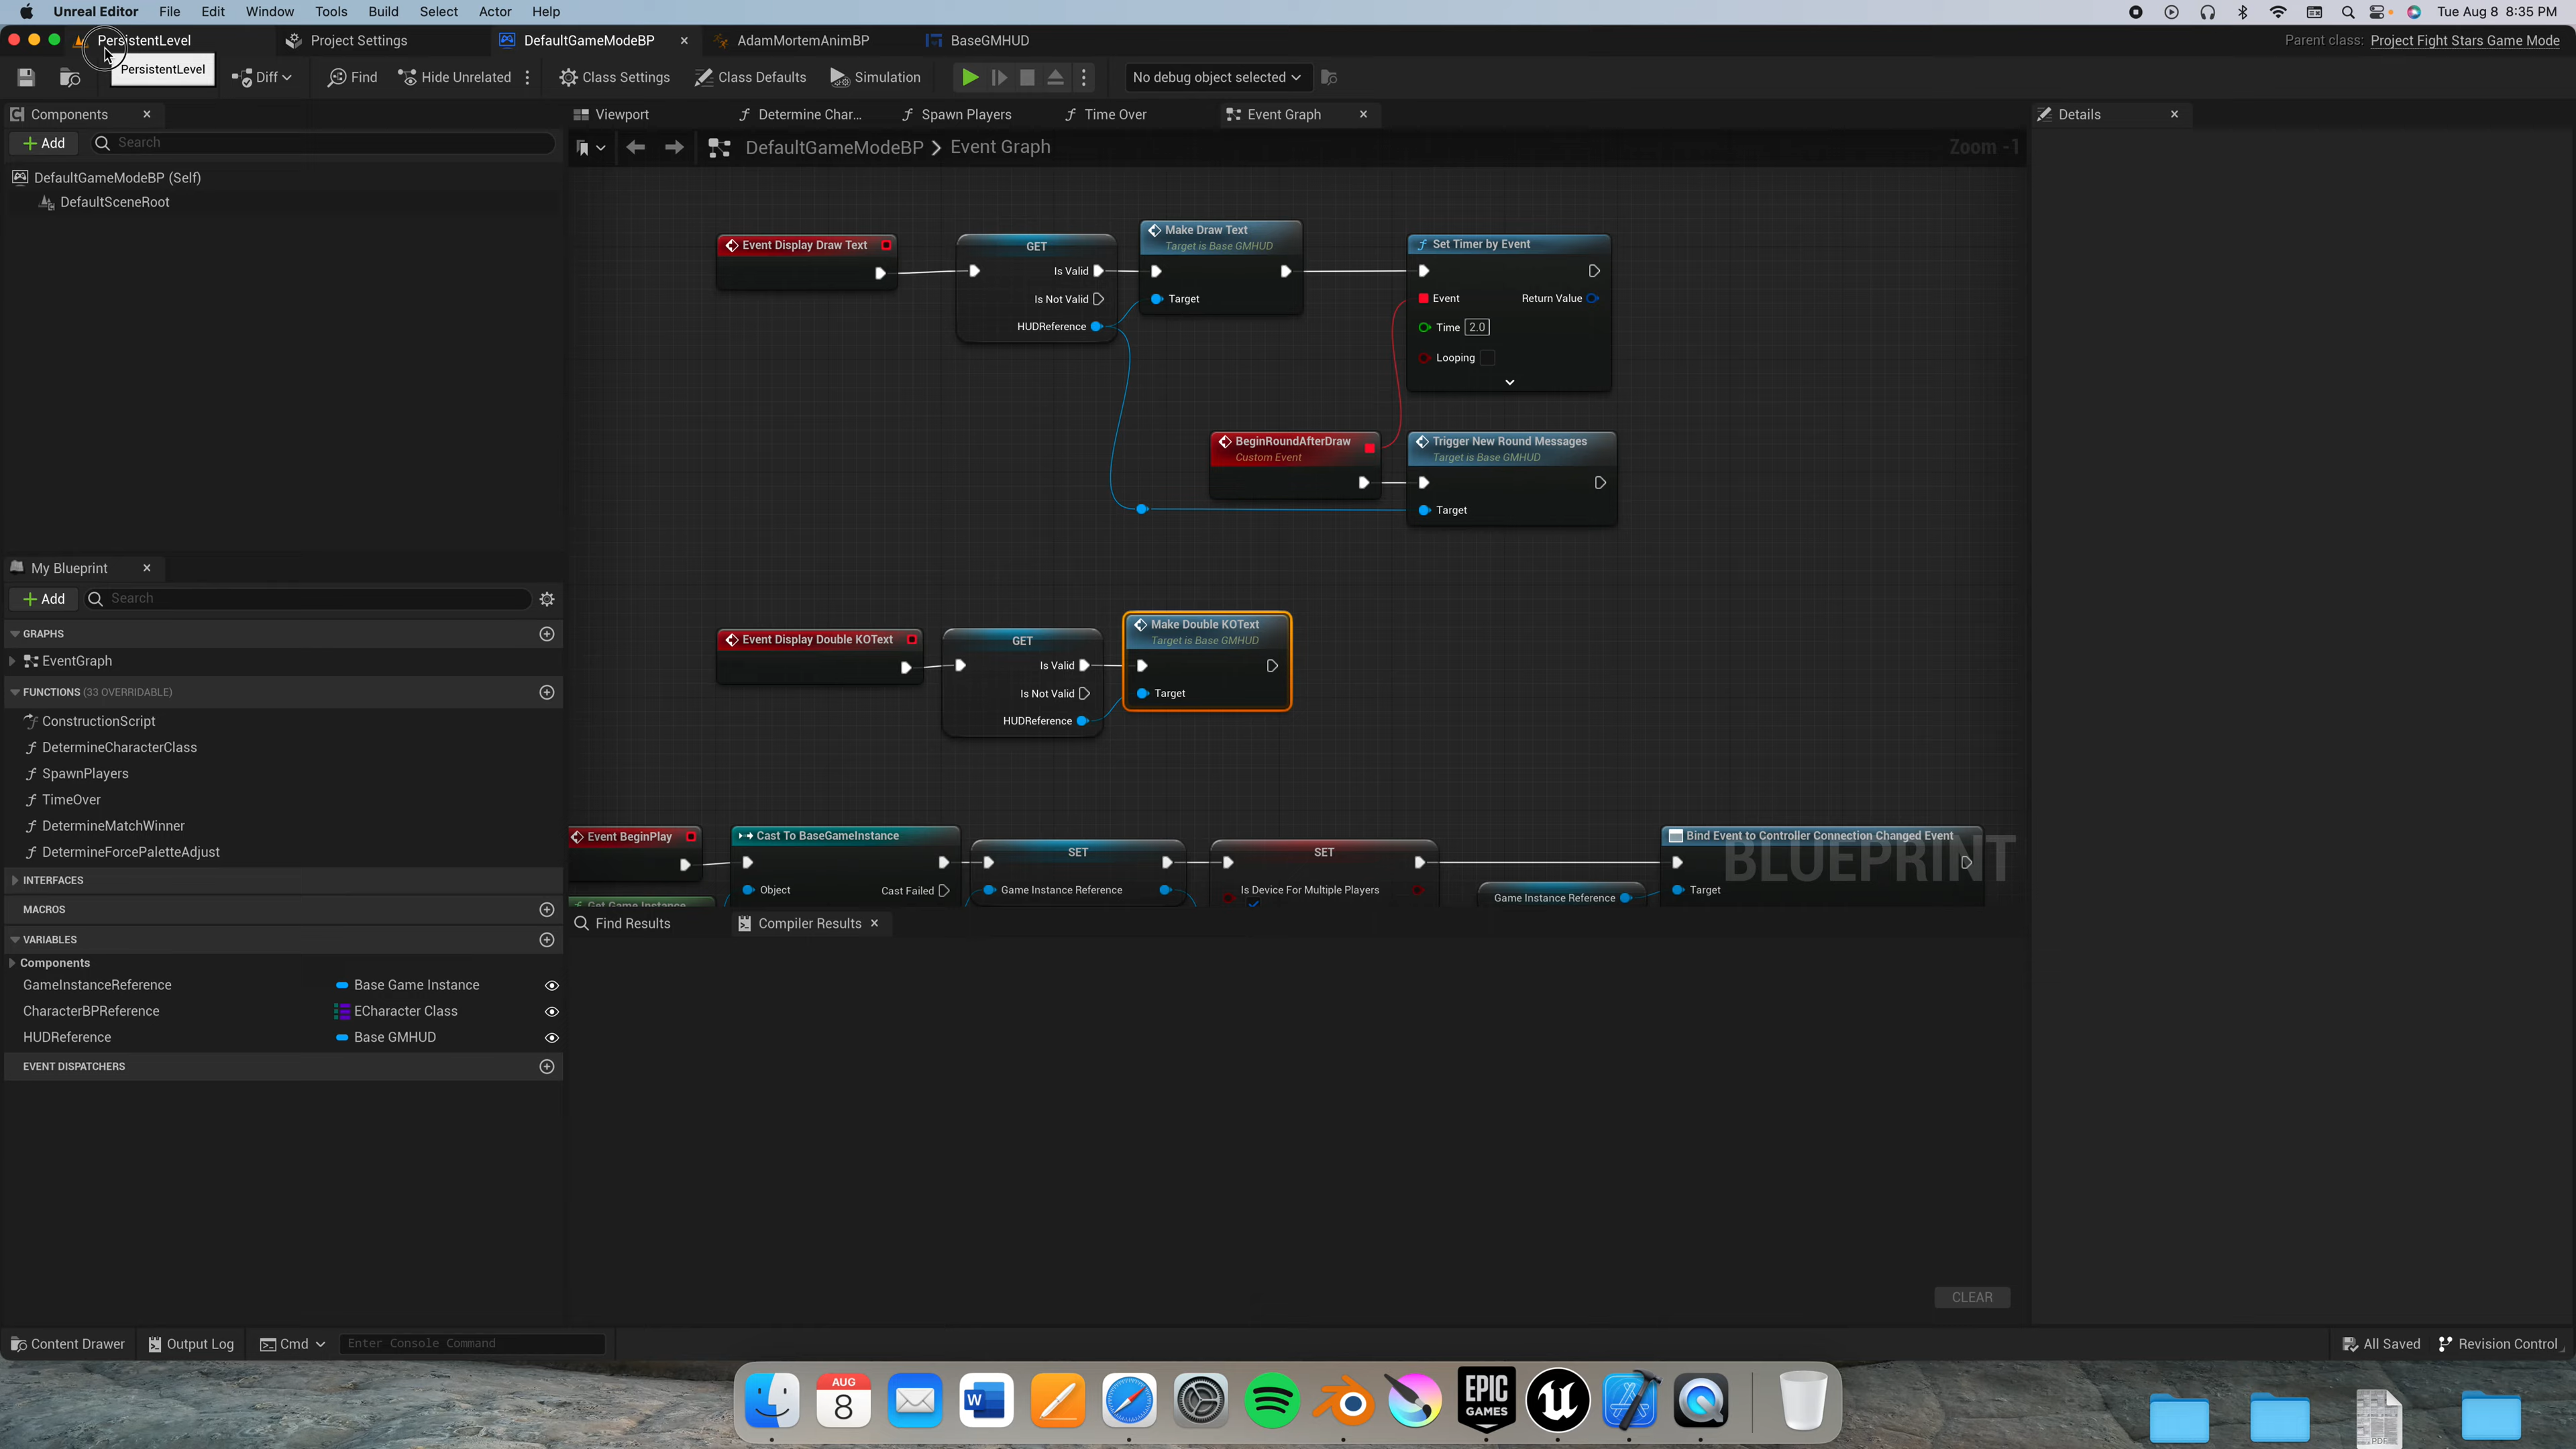 Unreal Editor File Edit Window Tools Build Select Actor Help Tue Aug 8 8:35 PM
PersistentLevel Project Settings DefaultGameModeBP AdamMortemAnimBP BaseGMHUD Parent class: Project Fight Stars Game Mode
PersistentLevel
Diff Find Hide Unrelated Class Settings Class Defaults Simulation No debug object selected
Components Viewport Determine Char... Spawn Players Time Over Event Graph Details
Add Search
DefaultGameModeBP > Event Graph Zoom -1
DefaultGameModeBP (Self)
DefaultSceneRoot
Event Display Draw Text
GET
Is Valid
Is Not Valid
HUDReference
Make Draw Text
Target is Base GMHUD
Target
Set Timer by Event
Event Return Value
Time 2.0
Looping
BeginRoundAfterDraw
Custom Event
Trigger New Round Messages
Target is Base GMHUD
Target
My Blueprint
Add Search
GRAPHS
EventGraph
FUNCTIONS (33 OVERRIDABLE)
ConstructionScript
DetermineCharacterClass
SpawnPlayers
TimeOver
DetermineMatchWinner
DetermineForcePaletteAdjust
INTERFACES
MACROS
VARIABLES
Components
GameInstanceReference Base Game Instance
CharacterBPReference ECharacter Class
HUDReference Base GMHUD
EVENT DISPATCHERS
Event Display Double KOText
GET
Is Valid
Is Not Valid
HUDReference
Make Double KOText
Target is Base GMHUD
Target
Event BeginPlay
Get Game Instance
Cast To BaseGameInstance
Object Cast Failed
SET
Game Instance Reference
SET
Is Device For Multiple Players
Game Instance Reference
Bind Event to Controller Connection Changed Event
Target
BLUEPRINT
Find Results Compiler Results
CLEAR
Content Drawer Output Log Cmd Enter Console Command All Saved Revision Control
AUG
8
W
EPIC
GAMES
PDF